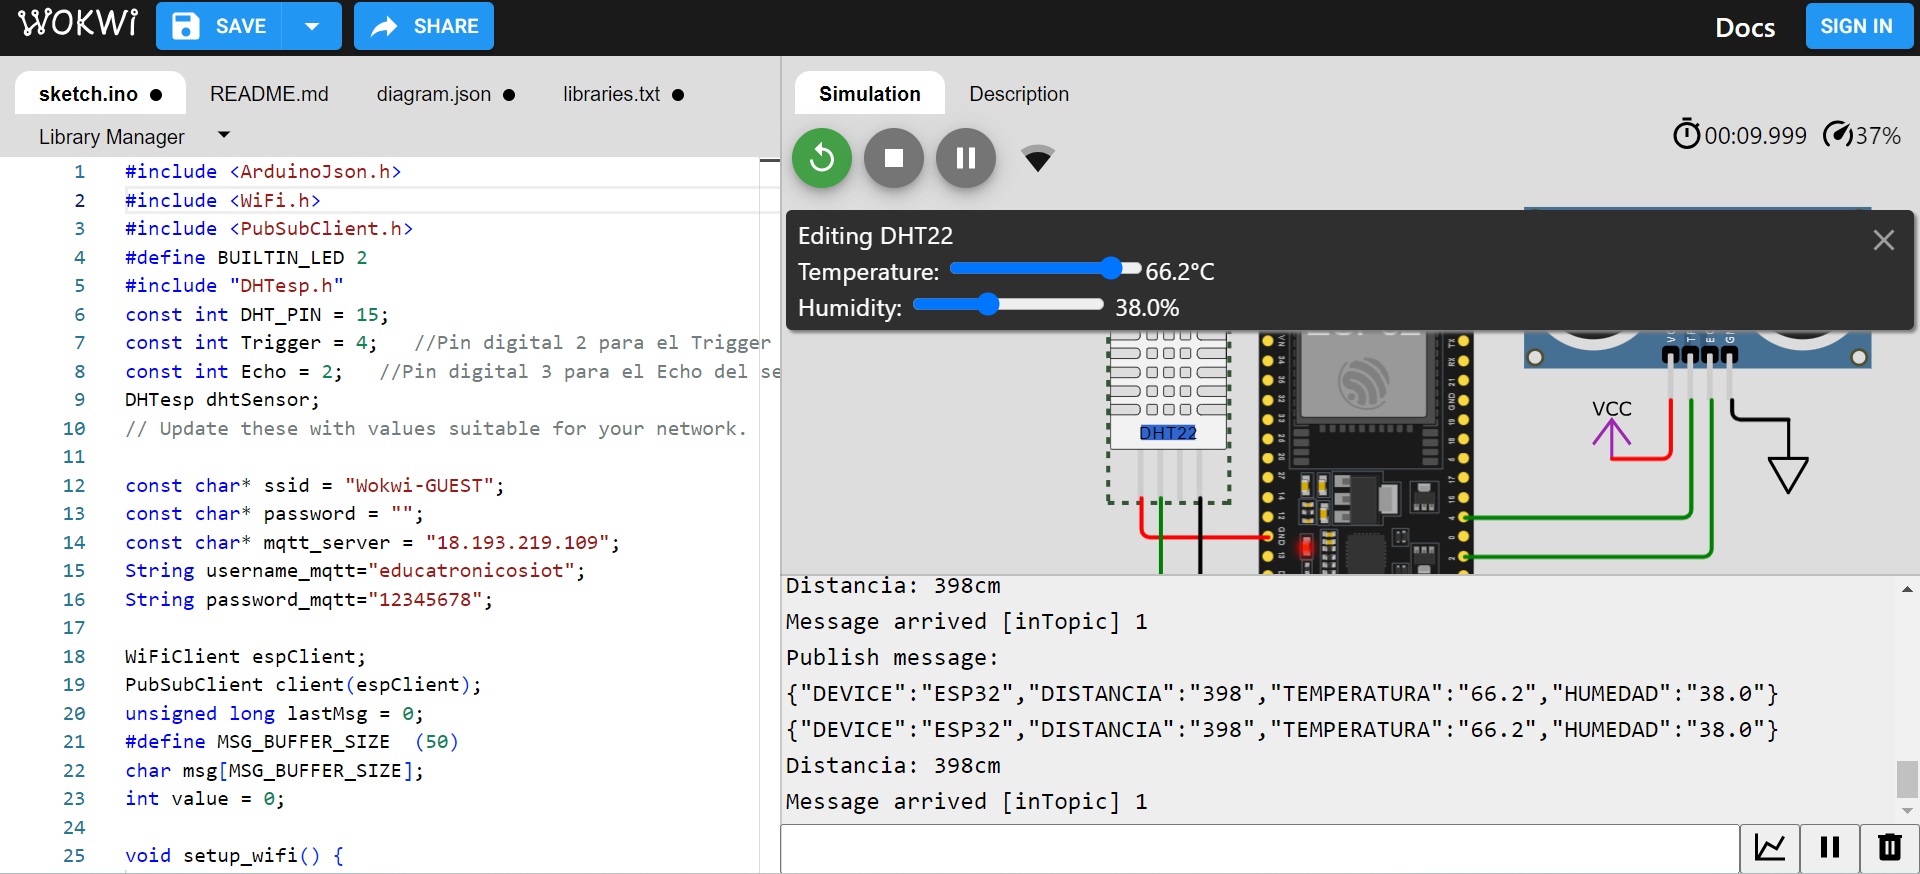 WOKWi
SAVE
SHARE
Docs
SIGN IN
sketch.ino ●
README.md
diagram.json ●
libraries.txt ●
Library Manager
1 #include <ArduinoJson.h>
2 #include <WiFi.h>
3 #include <PubSubClient.h>
4 #define BUILTIN_LED 2
5 #include "DHTesp.h"
6 const int DHT_PIN = 15;
7 const int Trigger = 4;   //Pin digital 2 para el Trigger
8 const int Echo = 2;   //Pin digital 3 para el Echo del se
9 DHTesp dhtSensor;
10 // Update these with values suitable for your network.
11
12 const char* ssid = "Wokwi-GUEST";
13 const char* password = "";
14 const char* mqtt_server = "18.193.219.109";
15 String username_mqtt="educatronicosiot";
16 String password_mqtt="12345678";
17
18 WiFiClient espClient;
19 PubSubClient client(espClient);
20 unsigned long lastMsg = 0;
21 #define MSG_BUFFER_SIZE  (50)
22 char msg[MSG_BUFFER_SIZE];
23 int value = 0;
24
25 void setup_wifi() {
Simulation
Description
00:09.999
37%
Editing DHT22
Temperature: 66.2°C
Humidity: 38.0%
DHT22
VCC
Distancia: 398cm
Message arrived [inTopic] 1
Publish message:
{"DEVICE":"ESP32","DISTANCIA":"398","TEMPERATURA":"66.2","HUMEDAD":"38.0"}
{"DEVICE":"ESP32","DISTANCIA":"398","TEMPERATURA":"66.2","HUMEDAD":"38.0"}
Distancia: 398cm
Message arrived [inTopic] 1